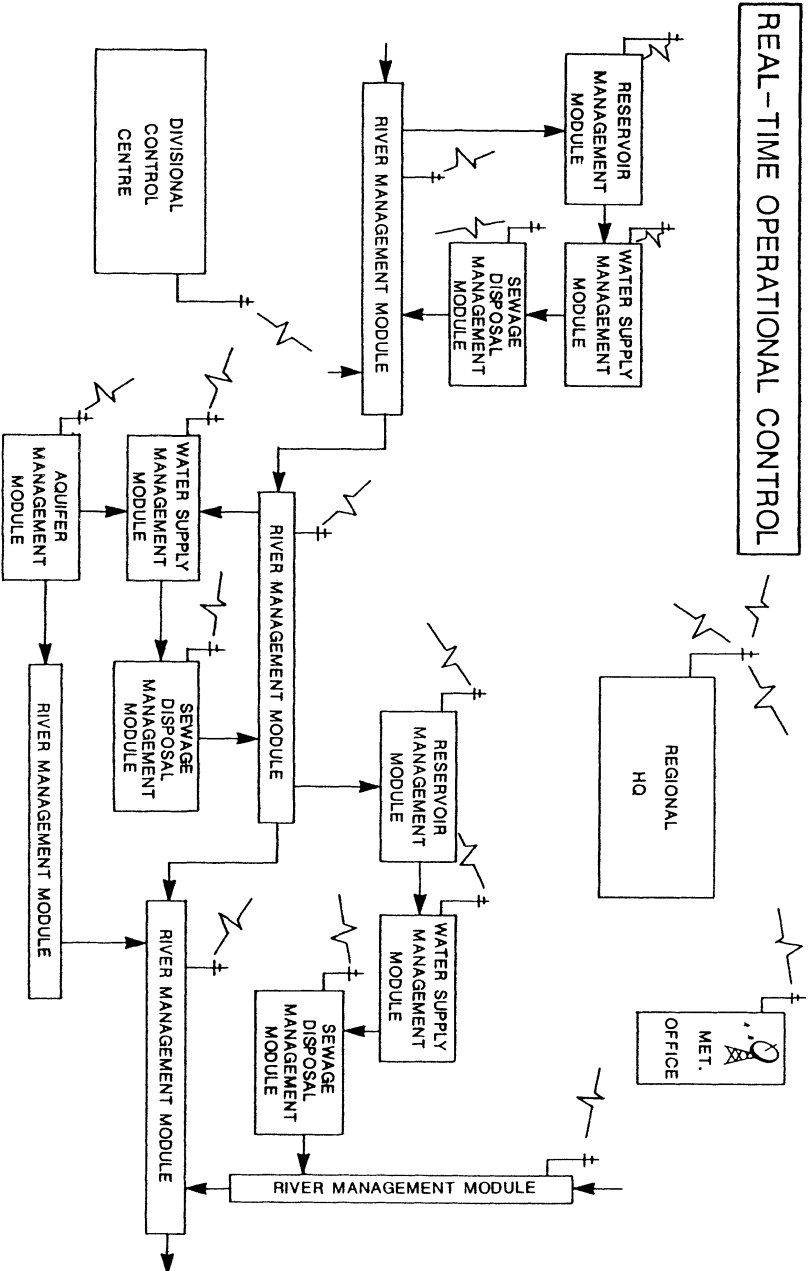 REAL-TIME OPERATIONAL CONTROL
RESERVOIR
MANAGEMENT
MODULE
WATER SUPPLY
MANAGEMENT
MODULE
SEWAGE
DISPOSAL
MANAGEMENT
MODULE
RIVER MANAGEMENT MODULE
DIVISIONAL
CONTROL
CENTRE
REGIONAL
HQ
MET.
OFFICE
RIVER MANAGEMENT MODULE
WATER SUPPLY
MANAGEMENT
MODULE
AQUIFER
MANAGEMENT
MODULE
SEWAGE
DISPOSAL
MANAGEMENT
MODULE
RIVER MANAGEMENT MODULE
RESERVOIR
MANAGEMENT
MODULE
WATER SUPPLY
MANAGEMENT
MODULE
SEWAGE
DISPOSAL
MANAGEMENT
MODULE
RIVER MANAGEMENT MODULE
RIVER MANAGEMENT MODULE